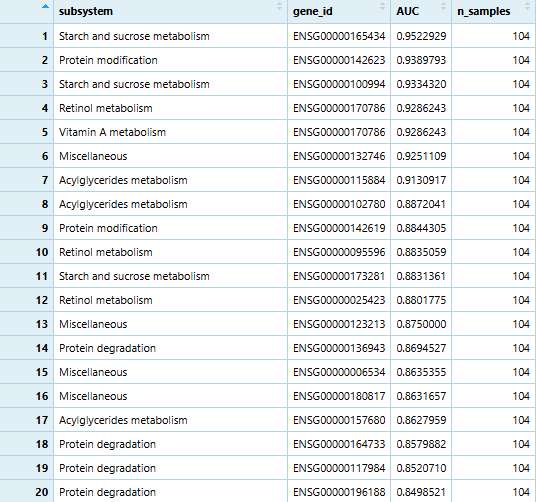 subsystem gene_id AUC n_samples
1 Starch and sucrose metabolism ENSG00000165434 0.9522929 104
2 Protein modification ENSG00000142623 0.9389793 104
3 Starch and sucrose metabolism ENSG00000100994 0.9334320 104
4 Retinol metabolism ENSG00000170786 0.9286243 104
5 Vitamin A metabolism ENSG00000170786 0.9286243 104
6 Miscellaneous ENSG00000132746 0.9251109 104
7 Acylglycerides metabolism ENSG00000115884 0.9130917 104
8 Acylglycerides metabolism ENSG00000102780 0.8872041 104
9 Protein modification ENSG00000142619 0.8844305 104
10 Retinol metabolism ENSG00000095596 0.8835059 104
11 Starch and sucrose metabolism ENSG00000173281 0.8831361 104
12 Retinol metabolism ENSG00000025423 0.8801775 104
13 Miscellaneous ENSG00000123213 0.8750000 104
14 Protein degradation ENSG00000136943 0.8694527 104
15 Miscellaneous ENSG00000006534 0.8635355 104
16 Miscellaneous ENSG00000180817 0.8631657 104
17 Acylglycerides metabolism ENSG00000157680 0.8627959 104
18 Protein degradation ENSG00000164733 0.8579882 104
19 Protein degradation ENSG00000117984 0.8520710 104
20 Protein degradation ENSG00000196188 0.8498521 104